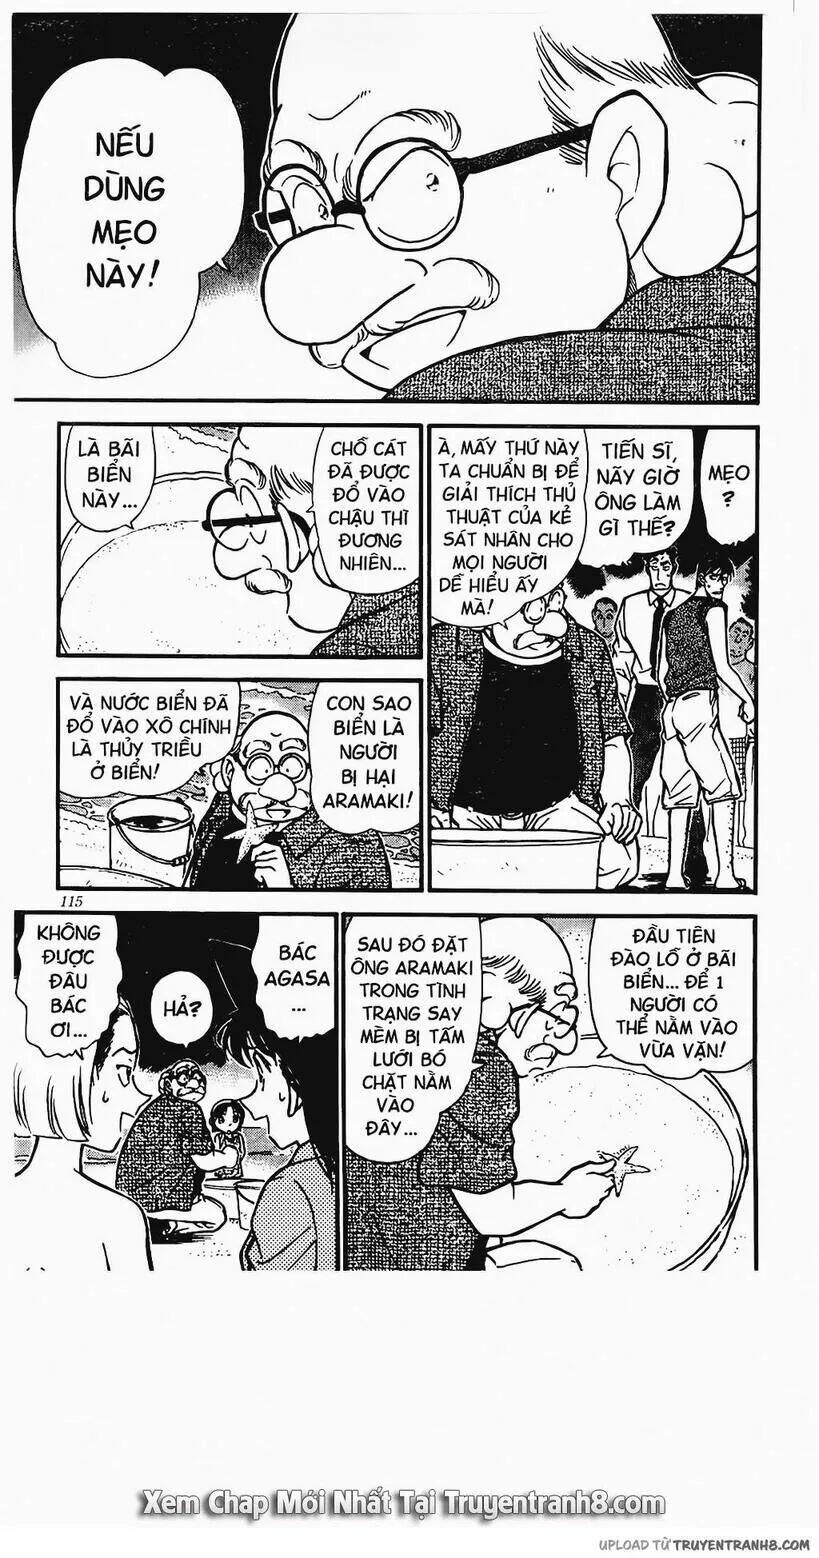 NẾU
DÙNG
MẸO
NÀY!
MẸO
?
TIẾN SĨ,
NÃY GIỜ
ÔNG LÀM
GÌ THẾ?
À, MẤY THỨ NÀY
TA CHUẨN BỊ ĐỂ
GIẢI THÍCH THỦ
THUẬT CỦA KẺ
SÁT NHÂN CHO
MỌI NGƯỜI
DỄ HIỂU ẤY
MÀ!
CHỖ CÁT
ĐÃ ĐƯỢC
ĐỔ VÀO
CHẬU THÌ
ĐƯƠNG
NHIÊN...
LÀ BÃI
BIỂN
NÀY...
CON SAO
BIỂN LÀ
NGƯỜI
BỊ HẠI
ARAMAKI!
VÀ NƯỚC BIỂN ĐÃ
ĐỔ VÀO XÔ CHÍNH
LÀ THỦY TRIỀU
Ở BIỂN!
115
ĐẦU TIÊN
ĐÀO LỖ Ở BÃI
BIỂN... ĐỂ 1
NGƯỜI CÓ
THỂ NẰM VÀO
VỪA VẶN!
SAU ĐÓ ĐẶT
ÔNG ARAMAKI
TRONG TÌNH
TRẠNG SAY
MỀM BỊ TẤM
LƯỚI BÓ
CHẶT NẰM
VÀO
ĐÂY...
BÁC
AGASA
...
HẢ?
KHÔNG
ĐƯỢC
ĐÂU
BÁC
ƠI...
Xem Chap Mới Nhất Tại Truyentranh8.com
UPLOAD TỪ TRUYENTRANH8.COM